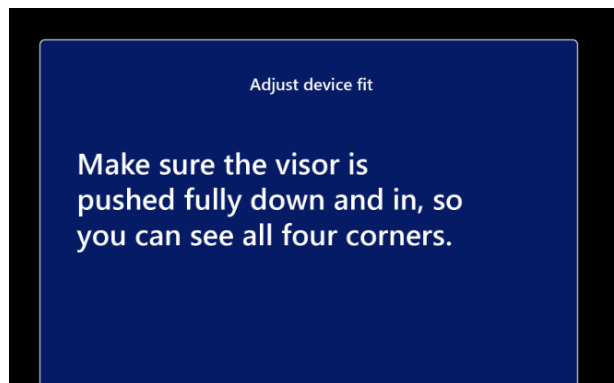 Adjust device fit
Make sure the visor is
pushed fully down and in, so
you can see all four corners.